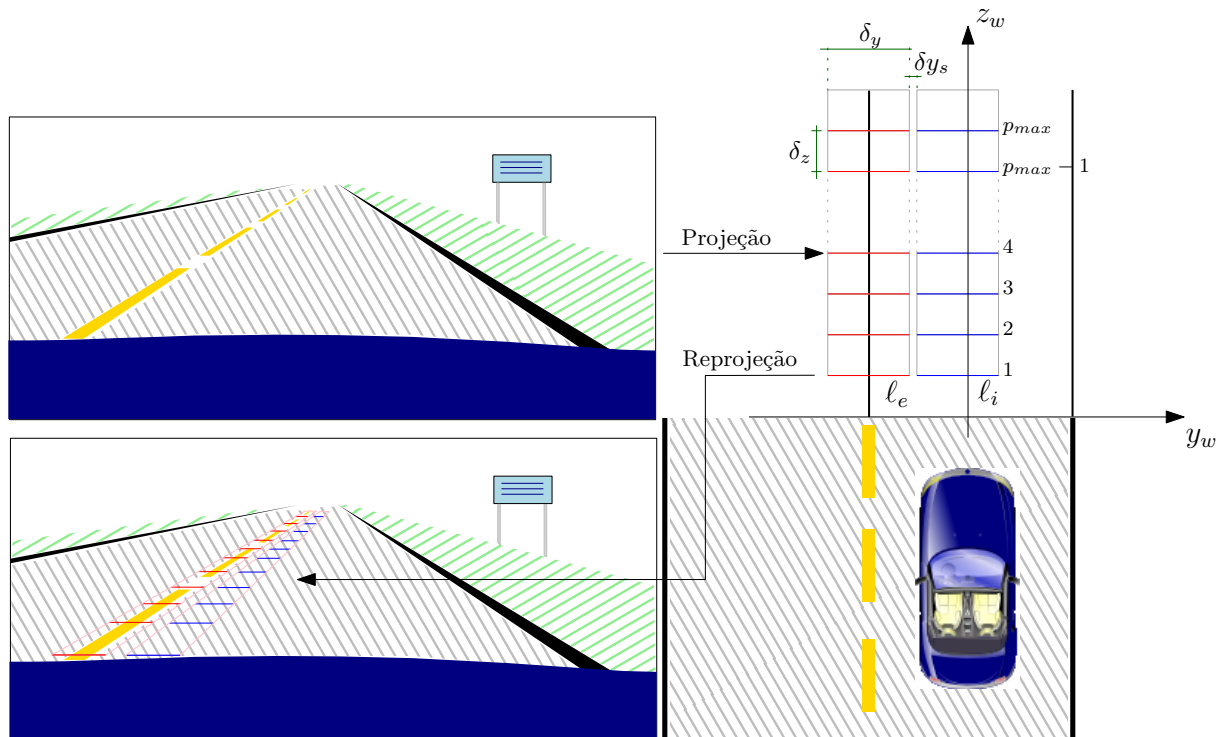 z_w
δ_y
δy_s
p_max
δ_z
p_max
1
Projeção
4
3
2
Reprojeção
1
ℓ_e
ℓ_i
y_w